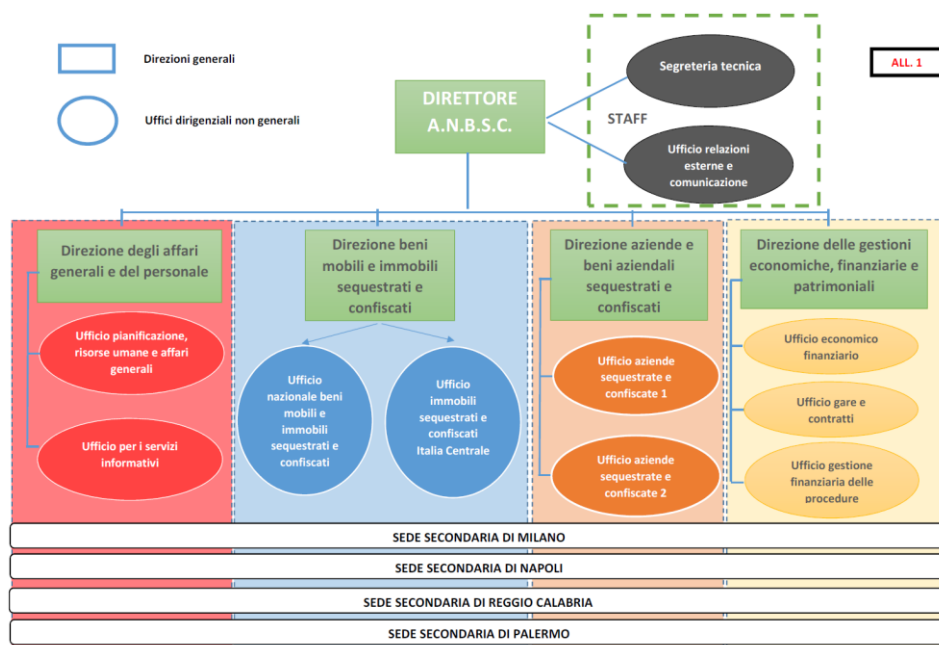 Direzioni generali
Uffici dirigenziali non generali
DIRETTORE
A.N.B.S.C.
STAFF
Segreteria tecnica
Ufficio relazioni
esterne e
comunicazione
ALL. 1
Direzione degli affari
generali e del personale
Ufficio pianificazione,
risorse umane e affari
generali
Ufficio per i servizi
informativi
Direzione beni
mobili e immobili
sequestrati e
confiscati
Ufficio
nazionale beni
mobili e
immobili
sequestrati e
confiscati
Ufficio
immobili
sequestrati e
confiscati
Italia Centrale
Direzione aziende e
beni aziendali
sequestrati e
confiscati
Ufficio aziende
sequestrate e
confiscate 1
Ufficio aziende
sequestrate e
confiscate 2
Direzione delle gestioni
economiche, finanziarie e
patrimoniali
Ufficio economico
finanziario
Ufficio gare e
contratti
Ufficio gestione
finanziaria delle
procedure
SEDE SECONDARIA DI MILANO
SEDE SECONDARIA DI NAPOLI
SEDE SECONDARIA DI REGGIO CALABRIA
SEDE SECONDARIA DI PALERMO